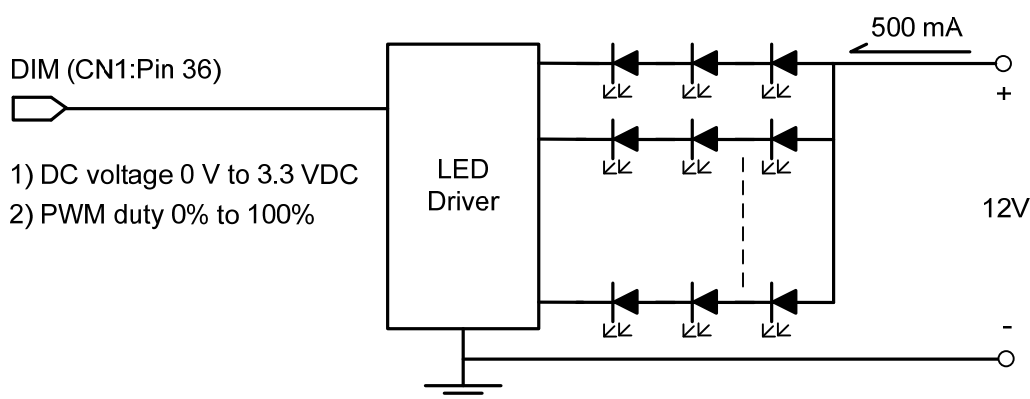 500 mA
DIM (CN1:Pin 36)
+
1) DC voltage 0 V to 3.3 VDC
2) PWM duty 0% to 100%
LED
Driver
12V
-